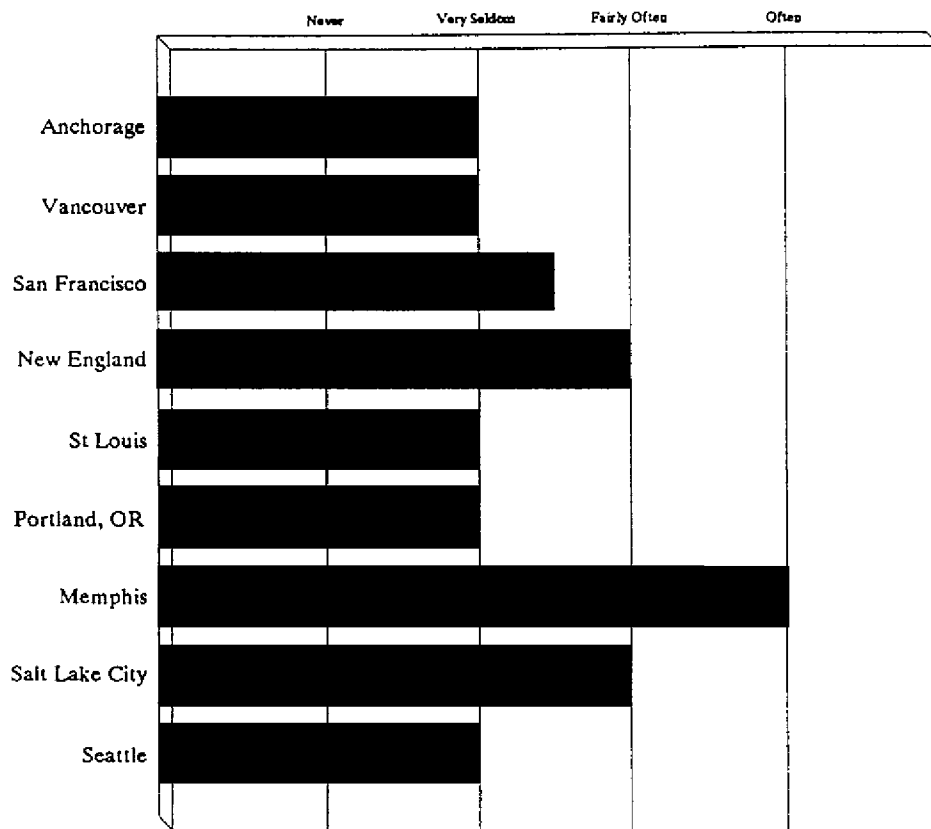 Never Very Seldom Fairly Often Often
Anchorage
Vancouver
San Francisco
New England
St Louis
Portland, OR
Memphis
Salt Lake City
Seattle